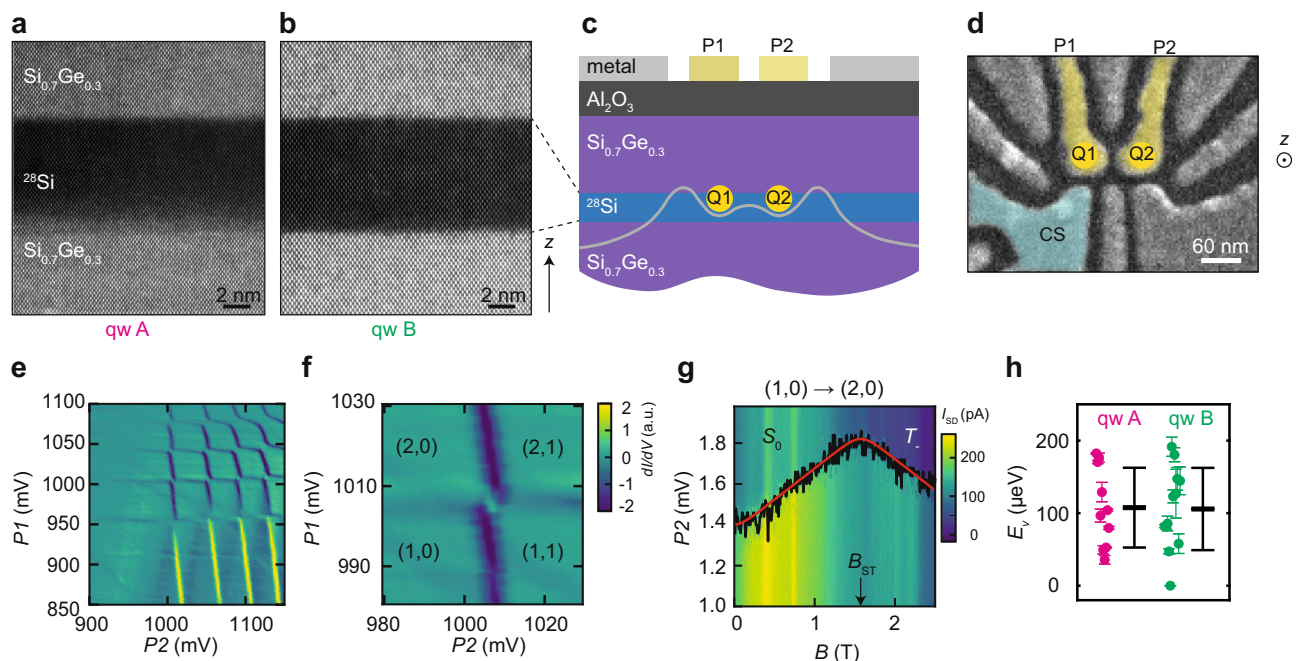 a
Si₀.₇Ge₀.₃
²⁸Si
Si₀.₇Ge₀.₃
2 nm
qw A
b
2 nm
qw B
z
c
P1 P2
metal
Al₂O₃
Si₀.₇Ge₀.₃
²⁸Si
Q1 Q2
Si₀.₇Ge₀.₃
d
P1 P2
Q1 Q2
CS
60 nm
z
e
1100
1050
1000
950
900
850
P1 (mV)
900 1000 1100
P2 (mV)
f
1030
1010
990
P1 (mV)
(2,0) (2,1)
(1,0) (1,1)
980 1000 1020
P2 (mV)
2
1
0
-1
-2
dI/dV (a.u.)
g
(1,0) → (2,0)
S₀ T₋
1.8
1.6
1.4
1.2
1.0
P2 (mV)
B_ST
0 1 2
B (T)
I_SD (pA)
200
100
0
h
qw A qw B
200
100
0
E_v (μeV)